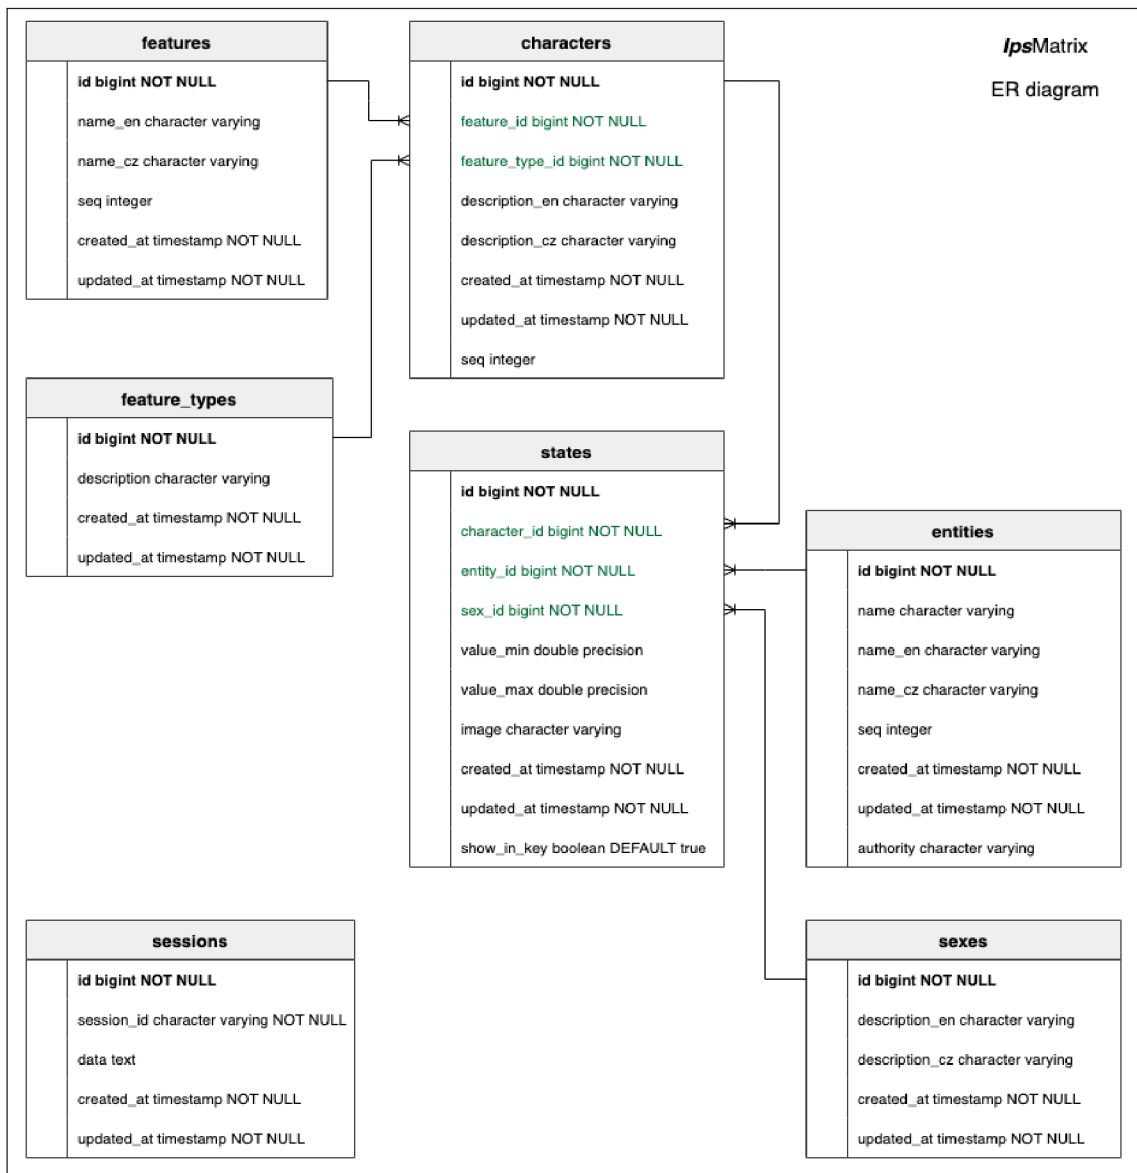 features
id bigint NOT NULL
name_en character varying
name_cz character varying
seq integer
created_at timestamp NOT NULL
updated_at timestamp NOT NULL
characters
id bigint NOT NULL
feature_id bigint NOT NULL
feature_type_id bigint NOT NULL
description_en character varying
description_cz character varying
created_at timestamp NOT NULL
updated_at timestamp NOT NULL
seq integer
IpsMatrix
ER diagram
feature_types
id bigint NOT NULL
description character varying
created_at timestamp NOT NULL
updated_at timestamp NOT NULL
states
id bigint NOT NULL
character_id bigint NOT NULL
entity_id bigint NOT NULL
sex_id bigint NOT NULL
value_min double precision
value_max double precision
image character varying
created_at timestamp NOT NULL
updated_at timestamp NOT NULL
show_in_key boolean DEFAULT true
entities
id bigint NOT NULL
name character varying
name_en character varying
name_cz character varying
seq integer
created_at timestamp NOT NULL
updated_at timestamp NOT NULL
authority character varying
sessions
id bigint NOT NULL
session_id character varying NOT NULL
data text
created_at timestamp NOT NULL
updated_at timestamp NOT NULL
sexes
id bigint NOT NULL
description_en character varying
description_cz character varying
created_at timestamp NOT NULL
updated_at timestamp NOT NULL